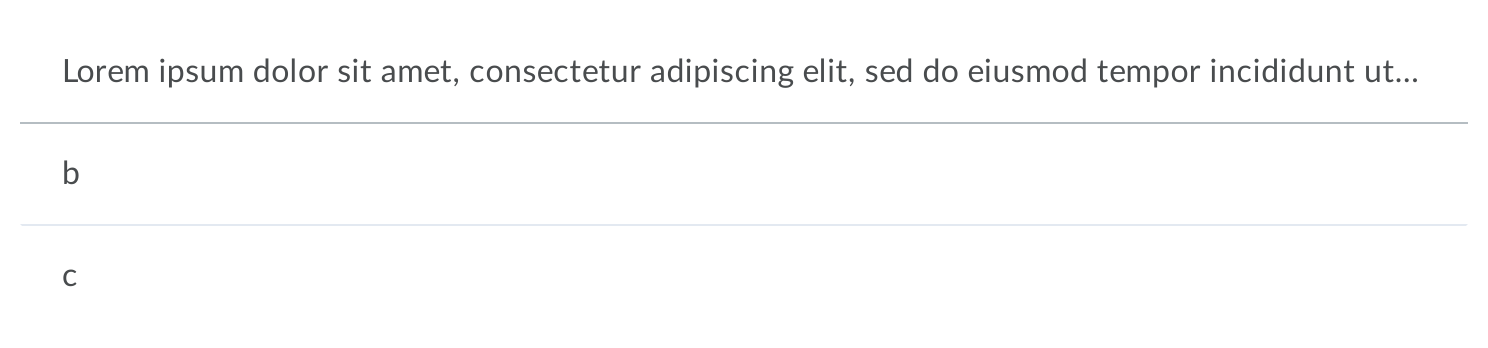 Lorem ipsum dolor sit amet, consectetur adipiscing elit, sed do eiusmod tempor incididunt ut...
b
c